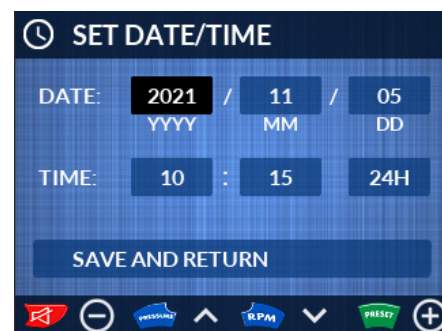 SET DATE/TIME
DATE: 2021 / 11 / 05
YYYY MM DD
TIME: 10 : 15 24H
SAVE AND RETURN
PRESSURE RPM PRESET